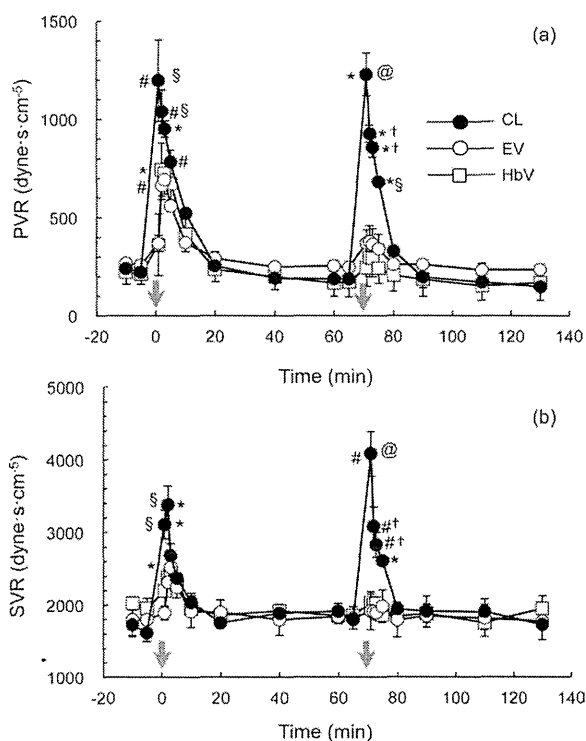 (a)
1500
1000
500
0
PVR (dyne·s·cm-5)
# §
# §
*
#
*
#
#
* @
* †
* †
* §
CL
EV
HbV
-20 0 20 40 60 80 100 120 140
Time (min)
(b)
5000
4000
3000
2000
1000
SVR (dyne·s·cm-5)
§ *
§ *
*
# @
# †
# †
*
-20 0 20 40 60 80 100 120 140
Time (min)